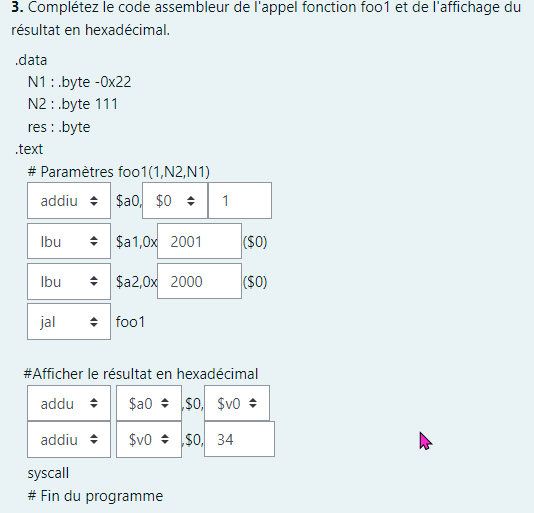 3. Complétez le code assembleur de l'appel fonction foo1 et de l'affichage du
résultat en hexadécimal.
.data
N1 : .byte -0x22
N2 : .byte 111
res : .byte
.text
# Paramètres foo1(1,N2,N1)
addiu $a0, $0 1
lbu $a1,0x 2001 ($0)
lbu $a2,0x 2000 ($0)
jal foo1
#Afficher le résultat en hexadécimal
addu $a0 ,$0, $v0
addiu $v0 ,$0, 34
syscall
# Fin du programme